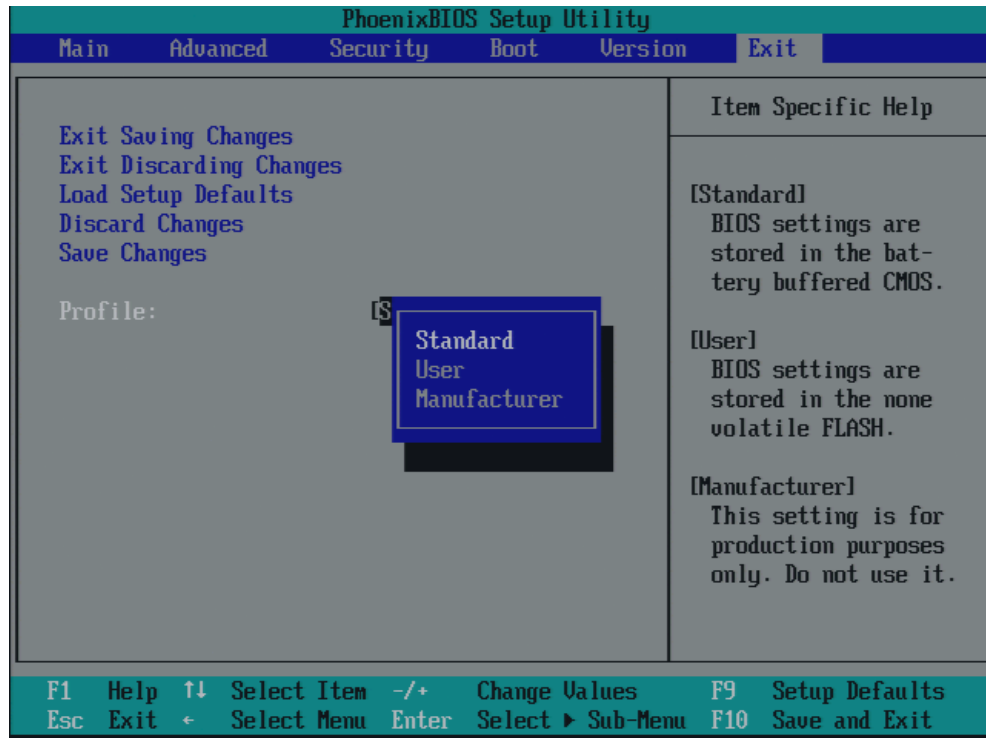 PhoenixBIOS Setup Utility
Main Advanced Security Boot Version Exit
Exit Saving Changes
Exit Discarding Changes
Load Setup Defaults
Discard Changes
Save Changes
Profile: [S
Standard
User
Manufacturer
Item Specific Help
[Standard]
BIOS settings are
stored in the bat-
tery buffered CMOS.
[User]
BIOS settings are
stored in the none
volatile FLASH.
[Manufacturer]
This setting is for
production purposes
only. Do not use it.
F1 Help ↑↓ Select Item -/+ Change Values F9 Setup Defaults
Esc Exit ← Select Menu Enter Select ▶ Sub-Menu F10 Save and Exit